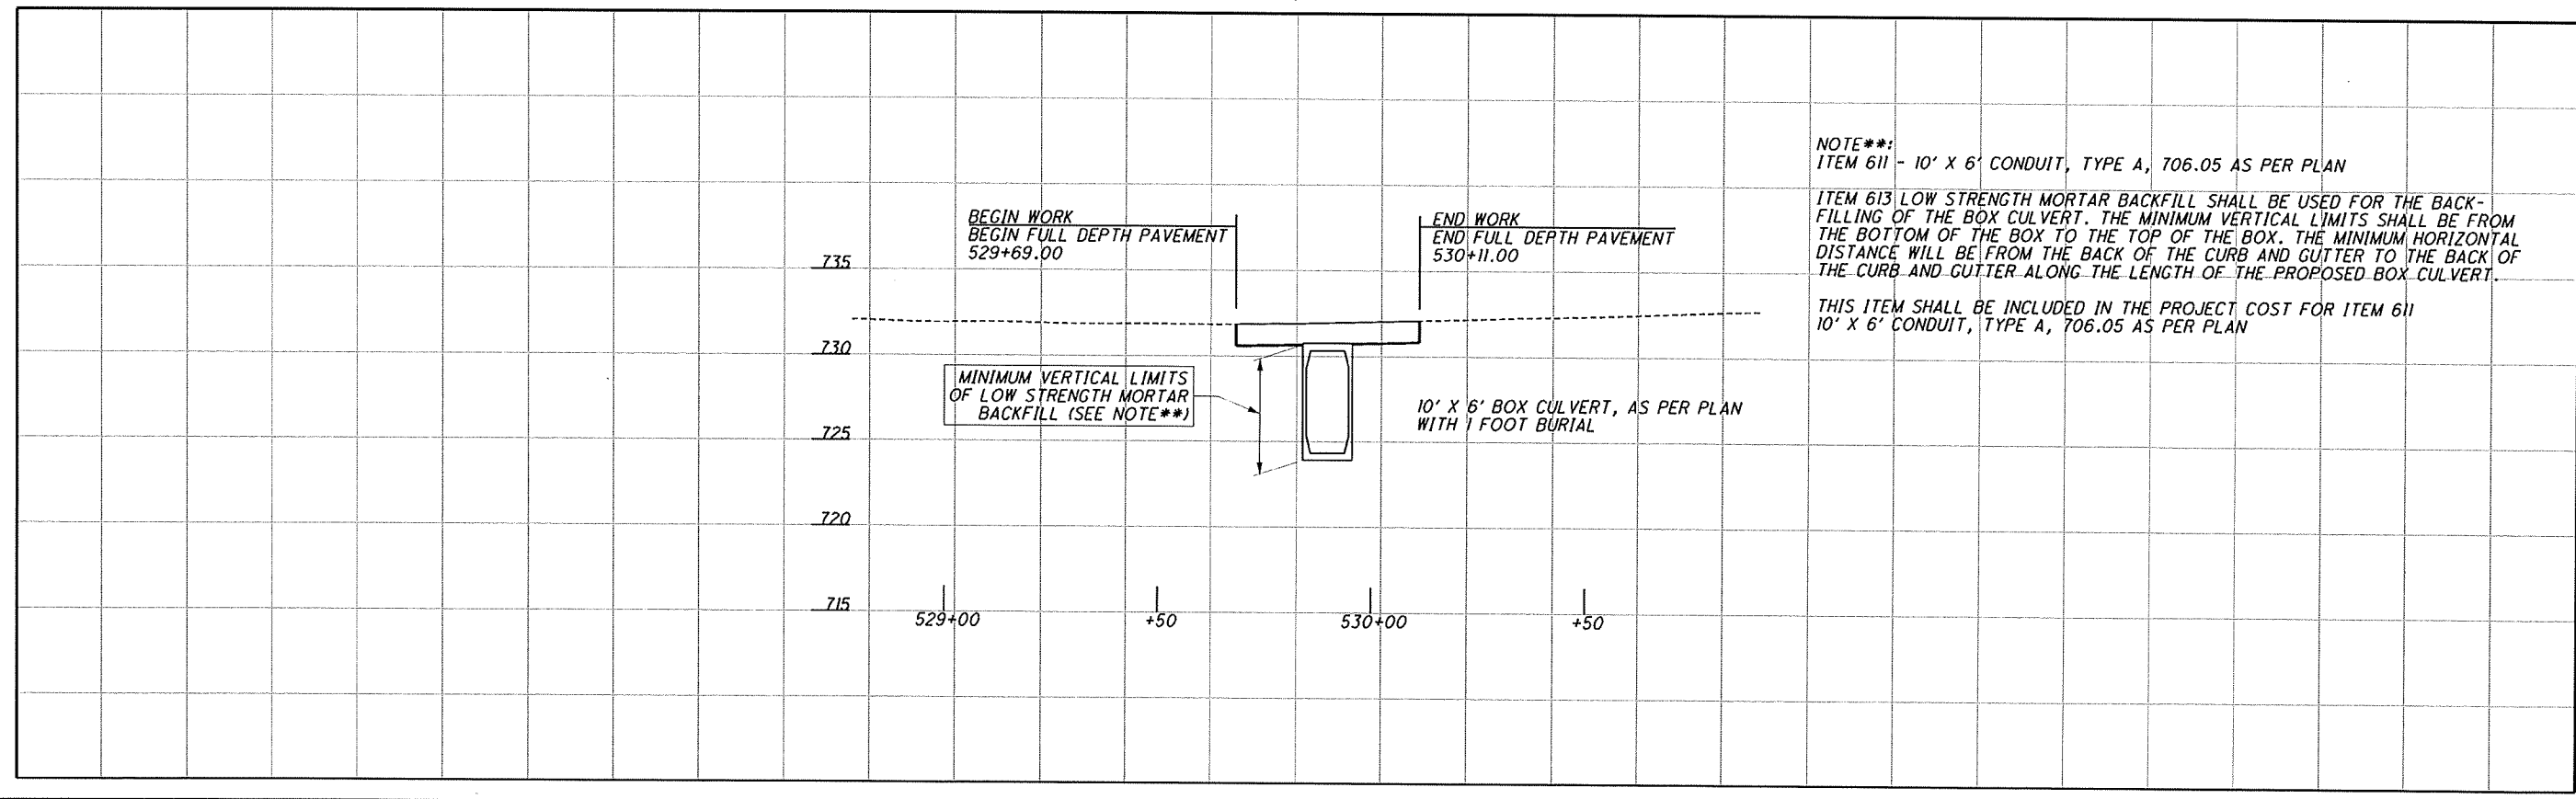 NOTE**:
ITEM 611 - 10' X 6' CONDUIT, TYPE A, 706.05 AS PER PLAN
ITEM 613 LOW STRENGTH MORTAR BACKFILL SHALL BE USED FOR THE BACK-
FILLING OF THE BOX CULVERT. THE MINIMUM VERTICAL LIMITS SHALL BE FROM
THE BOTTOM OF THE BOX TO THE TOP OF THE BOX. THE MINIMUM HORIZONTAL
DISTANCE WILL BE FROM THE BACK OF THE CURB AND GUTTER TO THE BACK OF
THE CURB AND GUTTER ALONG THE LENGTH OF THE PROPOSED BOX CULVERT.
THIS ITEM SHALL BE INCLUDED IN THE PROJECT COST FOR ITEM 611
10' X 6' CONDUIT, TYPE A, 706.05 AS PER PLAN
BEGIN WORK
BEGIN FULL DEPTH PAVEMENT
529+69.00
END WORK
END FULL DEPTH PAVEMENT
530+11.00
735
730
MINIMUM VERTICAL LIMITS
OF LOW STRENGTH MORTAR
BACKFILL (SEE NOTE**)
10' X 6' BOX CULVERT, AS PER PLAN
WITH 1 FOOT BURIAL
725
720
715
529+00
+50
530+00
+50